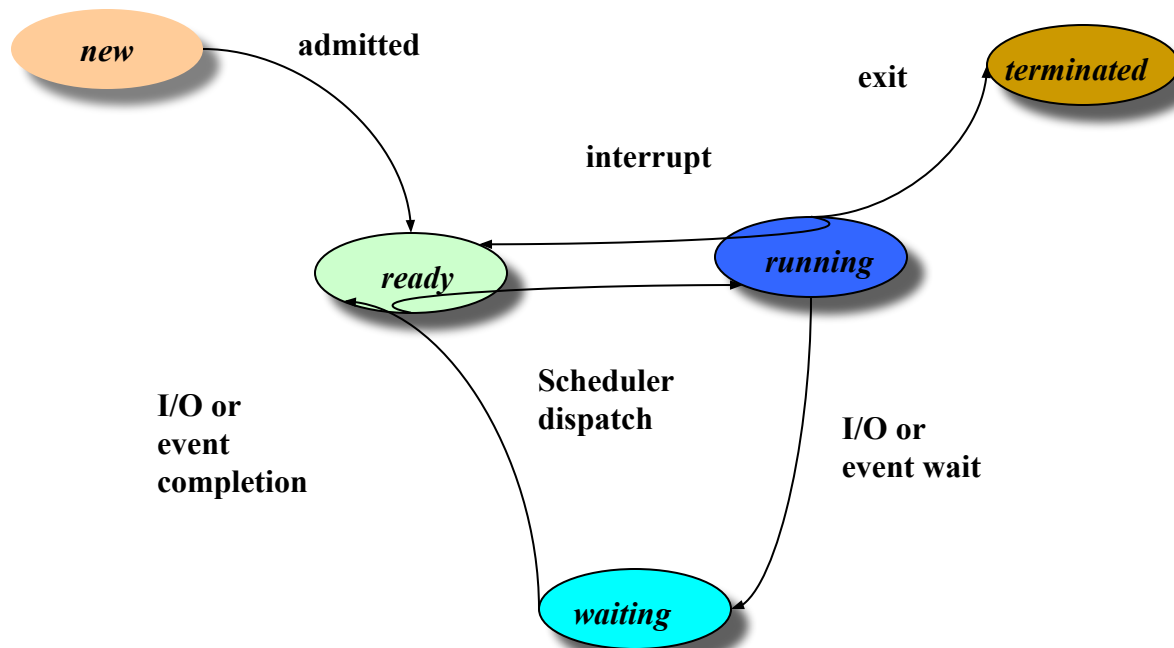 new
admitted
terminated
exit
interrupt
ready
running
Scheduler
dispatch
I/O or
event
completion
I/O or
event wait
waiting